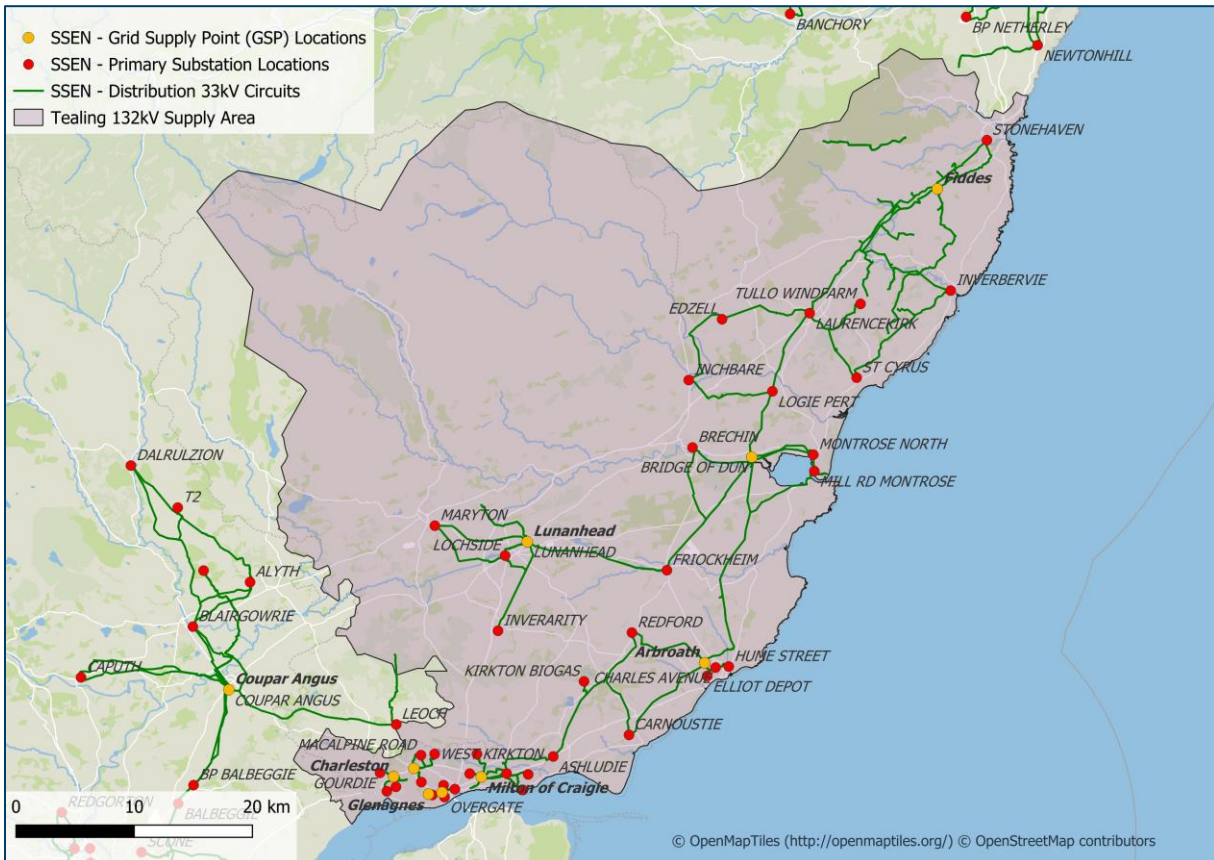 SSEN - Grid Supply Point (GSP) Locations
SSEN - Primary Substation Locations
SSEN - Distribution 33kV Circuits
Tealing 132kV Supply Area
BANCHORY
BP NETHERLEY
NEWTONHILL
STONEHAVEN
Fiddes
INVERBERVIE
TULLO WINDFARM
EDZELL
LAURENCEKIRK
INCHBARE
ST CYRUS
LOGIE PERT
BRECHIN
MONTROSE NORTH
BRIDGE OF DUN
MILL RD MONTROSE
DALRULZION
T2
MARYTON
Lunanhead
LOCHSIDE
LUNANHEAD
FRIOCKHEIM
ALYTH
BLAIRGOWRIE
INVERARITY
REDFORD
Arbroath
HUME STREET
KIRKTON BIOGAS
CHARLES AVENUE
ELLIOT DEPOT
CAPUTH
Coupar Angus
COUPAR ANGUS
LEOCH
CARNOUSTIE
MACALPINE ROAD
WEST KIRKTON
ASHLUDIE
Charleston
GOURDIE
Milton of Craigie
BP BALBEGGIE
Glenagnes
OVERGATE
0 10 20 km
REDGORTON
BALBEGGIE
SCONE
© OpenMapTiles (http://openmaptiles.org/) © OpenStreetMap contributors